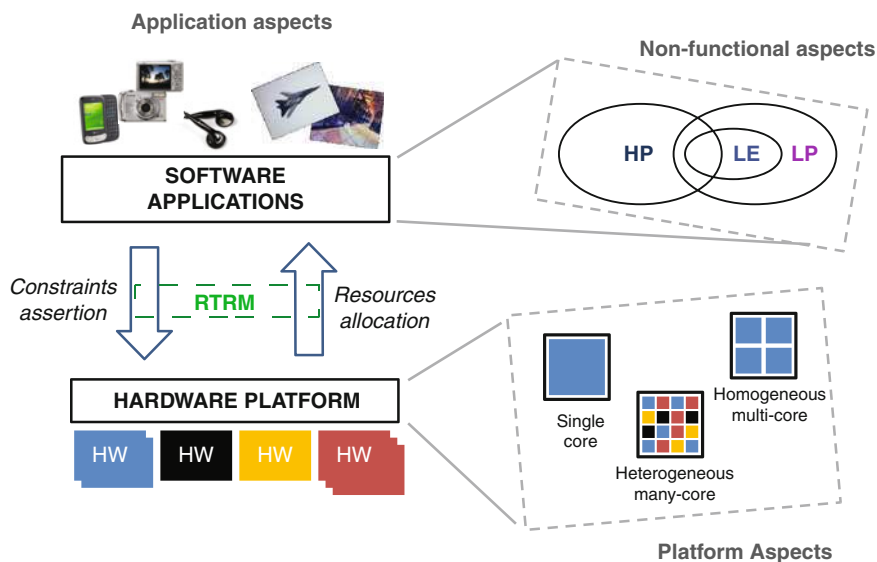 Application aspects
Non-functional aspects
HP
LE
LP
SOFTWARE
APPLICATIONS
Constraints
assertion
RTRM
Resources
allocation
HARDWARE PLATFORM
HW
HW
HW
HW
Single
core
Homogeneous
multi-core
Heterogeneous
many-core
Platform Aspects